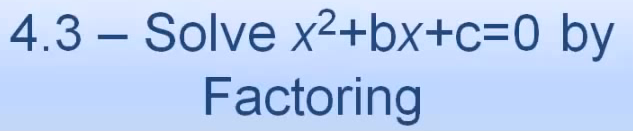 4.3 – Solve x²+bx+c=0 by
Factoring